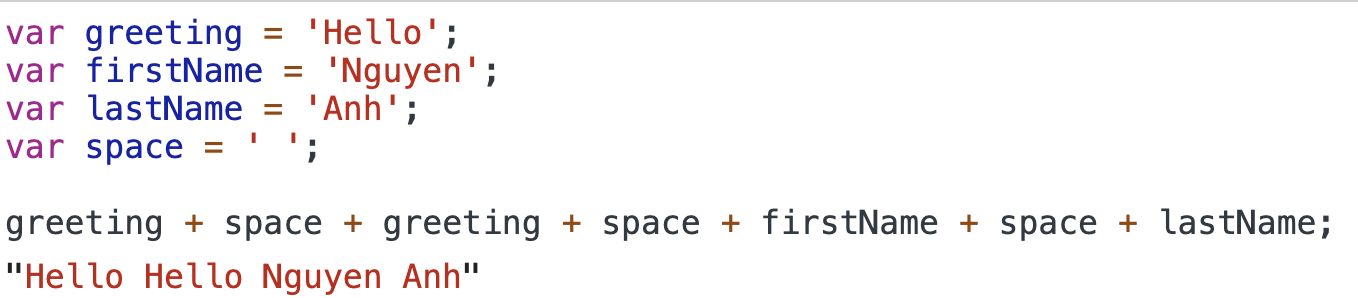 var greeting = 'Hello';
var firstName = 'Nguyen';
var lastName = 'Anh';
var space = ' ';
greeting + space + greeting + space + firstName + space + lastName;
"Hello Hello Nguyen Anh"